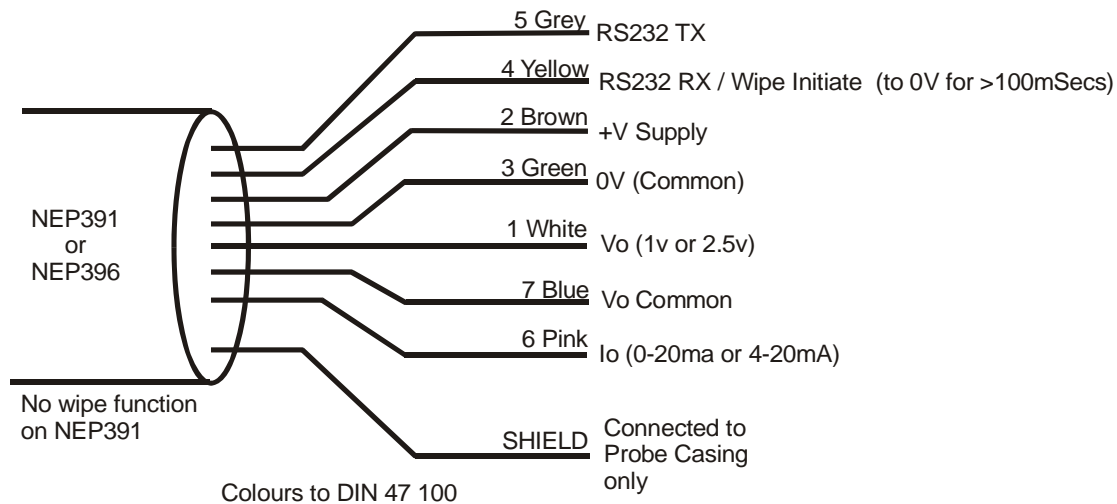 5 Grey RS232 TX
4 Yellow RS232 RX / Wipe Initiate (to 0V for >100mSecs)
2 Brown +V Supply
3 Green 0V (Common)
1 White Vo (1v or 2.5v)
7 Blue Vo Common
6 Pink Io (0-20ma or 4-20mA)
SHIELD Connected to
Probe Casing
only
NEP391
or
NEP396
No wipe function
on NEP391
Colours to DIN 47 100